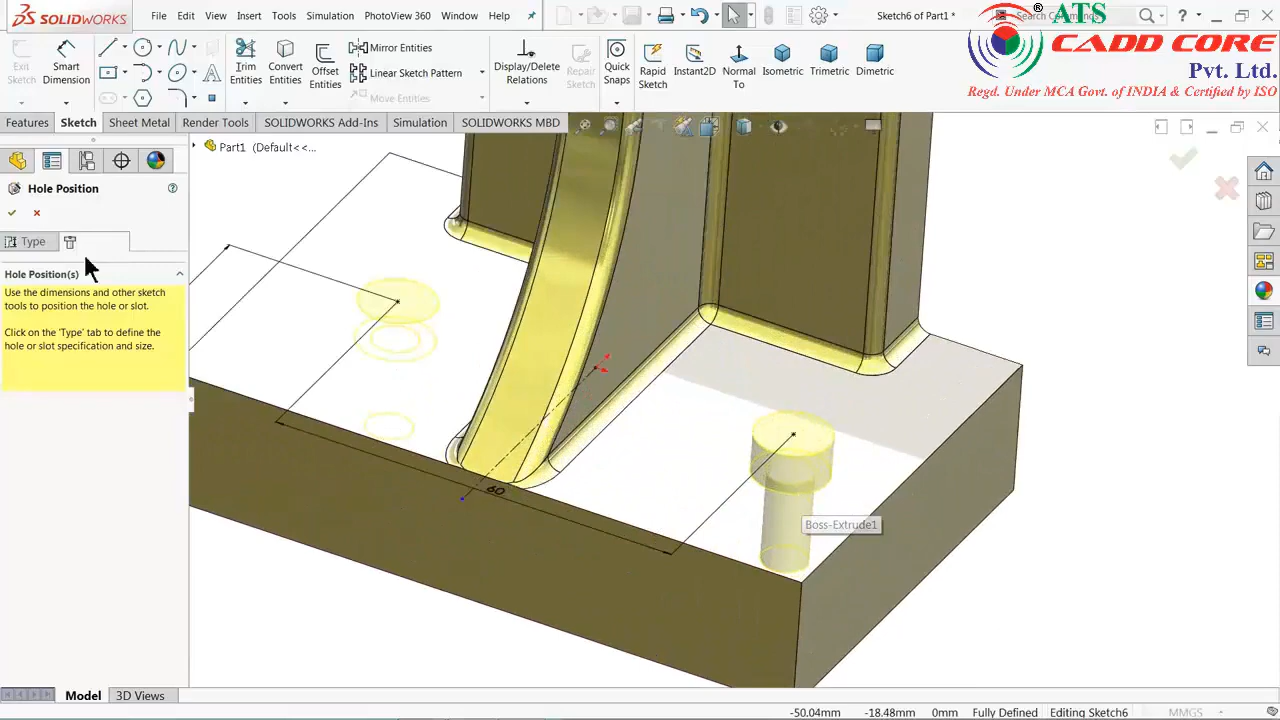 SOLIDWORKS
File Edit View Insert Tools Simulation PhotoView 360 Window Help
Sketch6 of Part1 *
Search Commands
® ATS
CADD CORE
Pvt. Ltd.
Regd. Under MCA Govt. of INDIA & Certified by ISO
Exit Sketch
Smart Dimension
Trim Entities
Convert Entities
Offset Entities
Mirror Entities
Linear Sketch Pattern
Move Entities
Display/Delete Relations
Repair Sketch
Quick Snaps
Rapid Sketch
Instant2D
Normal To
Isometric
Trimetric
Dimetric
Features Sketch Sheet Metal Render Tools SOLIDWORKS Add-Ins Simulation SOLIDWORKS MBD
Part1 (Default<<...
Hole Position
Type
Hole Position(s)
Use the dimensions and other sketch
tools to position the hole or slot.
Click on the 'Type' tab to define the
hole or slot specification and size.
60
Boss-Extrude1
Model 3D Views
-50.04mm -18.48mm 0mm Fully Defined Editing Sketch6 MMGS